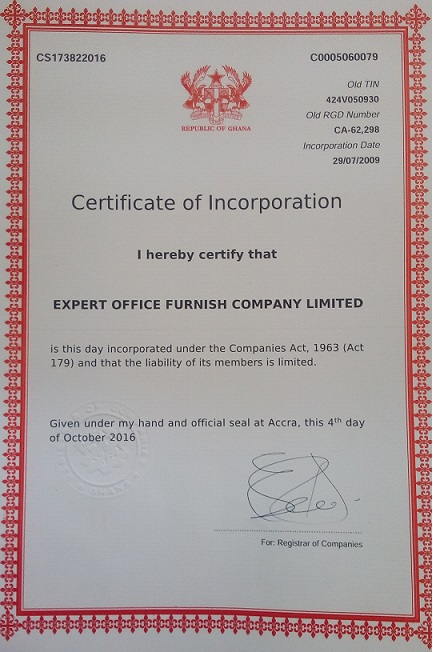 CS173822016
C0005060079
Old TIN
424V050930
Old RGD Number
CA-62,298
Incorporation Date
29/07/2009
REPUBLIC OF GHANA
Certificate of Incorporation
I hereby certify that
EXPERT OFFICE FURNISH COMPANY LIMITED
is this day incorporated under the Companies Act, 1963 (Act
179) and that the liability of its members is limited.
Given under my hand and official seal at Accra, this 4th day
of October 2016
For: Registrar of Companies